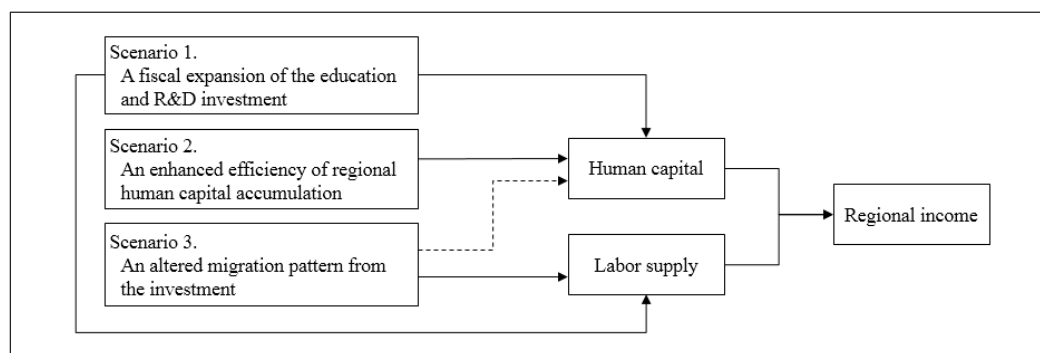 Scenario 1.
A fiscal expansion of the education
and R&D investment
Scenario 2.
An enhanced efficiency of regional
human capital accumulation
Scenario 3.
An altered migration pattern from
the investment
Human capital
Labor supply
Regional income